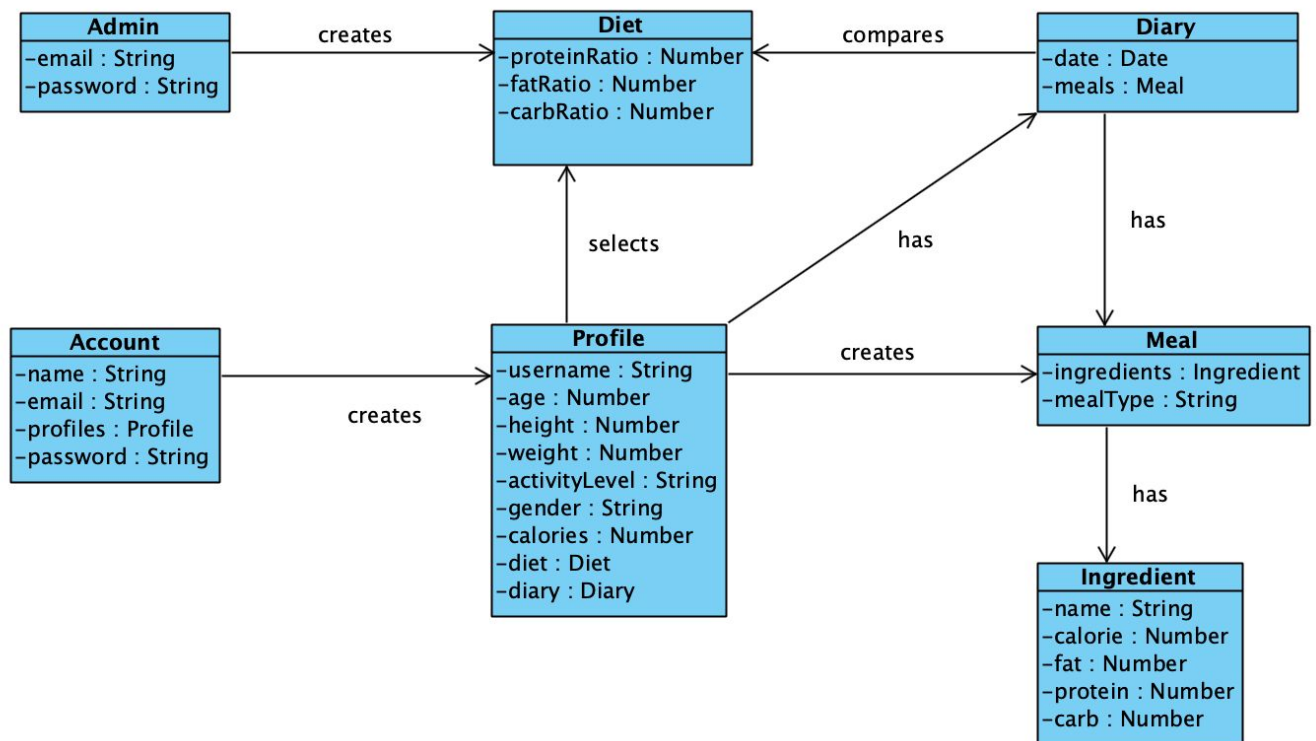 Admin
-email : String
-password : String
creates
Diet
-proteinRatio : Number
-fatRatio : Number
-carbRatio : Number
compares
Diary
-date : Date
-meals : Meal
selects
has
has
Account
-name : String
-email : String
-profiles : Profile
-password : String
creates
Profile
-username : String
-age : Number
-height : Number
-weight : Number
-activityLevel : String
-gender : String
-calories : Number
-diet : Diet
-diary : Diary
creates
Meal
-ingredients : Ingredient
-mealType : String
has
Ingredient
-name : String
-calorie : Number
-fat : Number
-protein : Number
-carb : Number